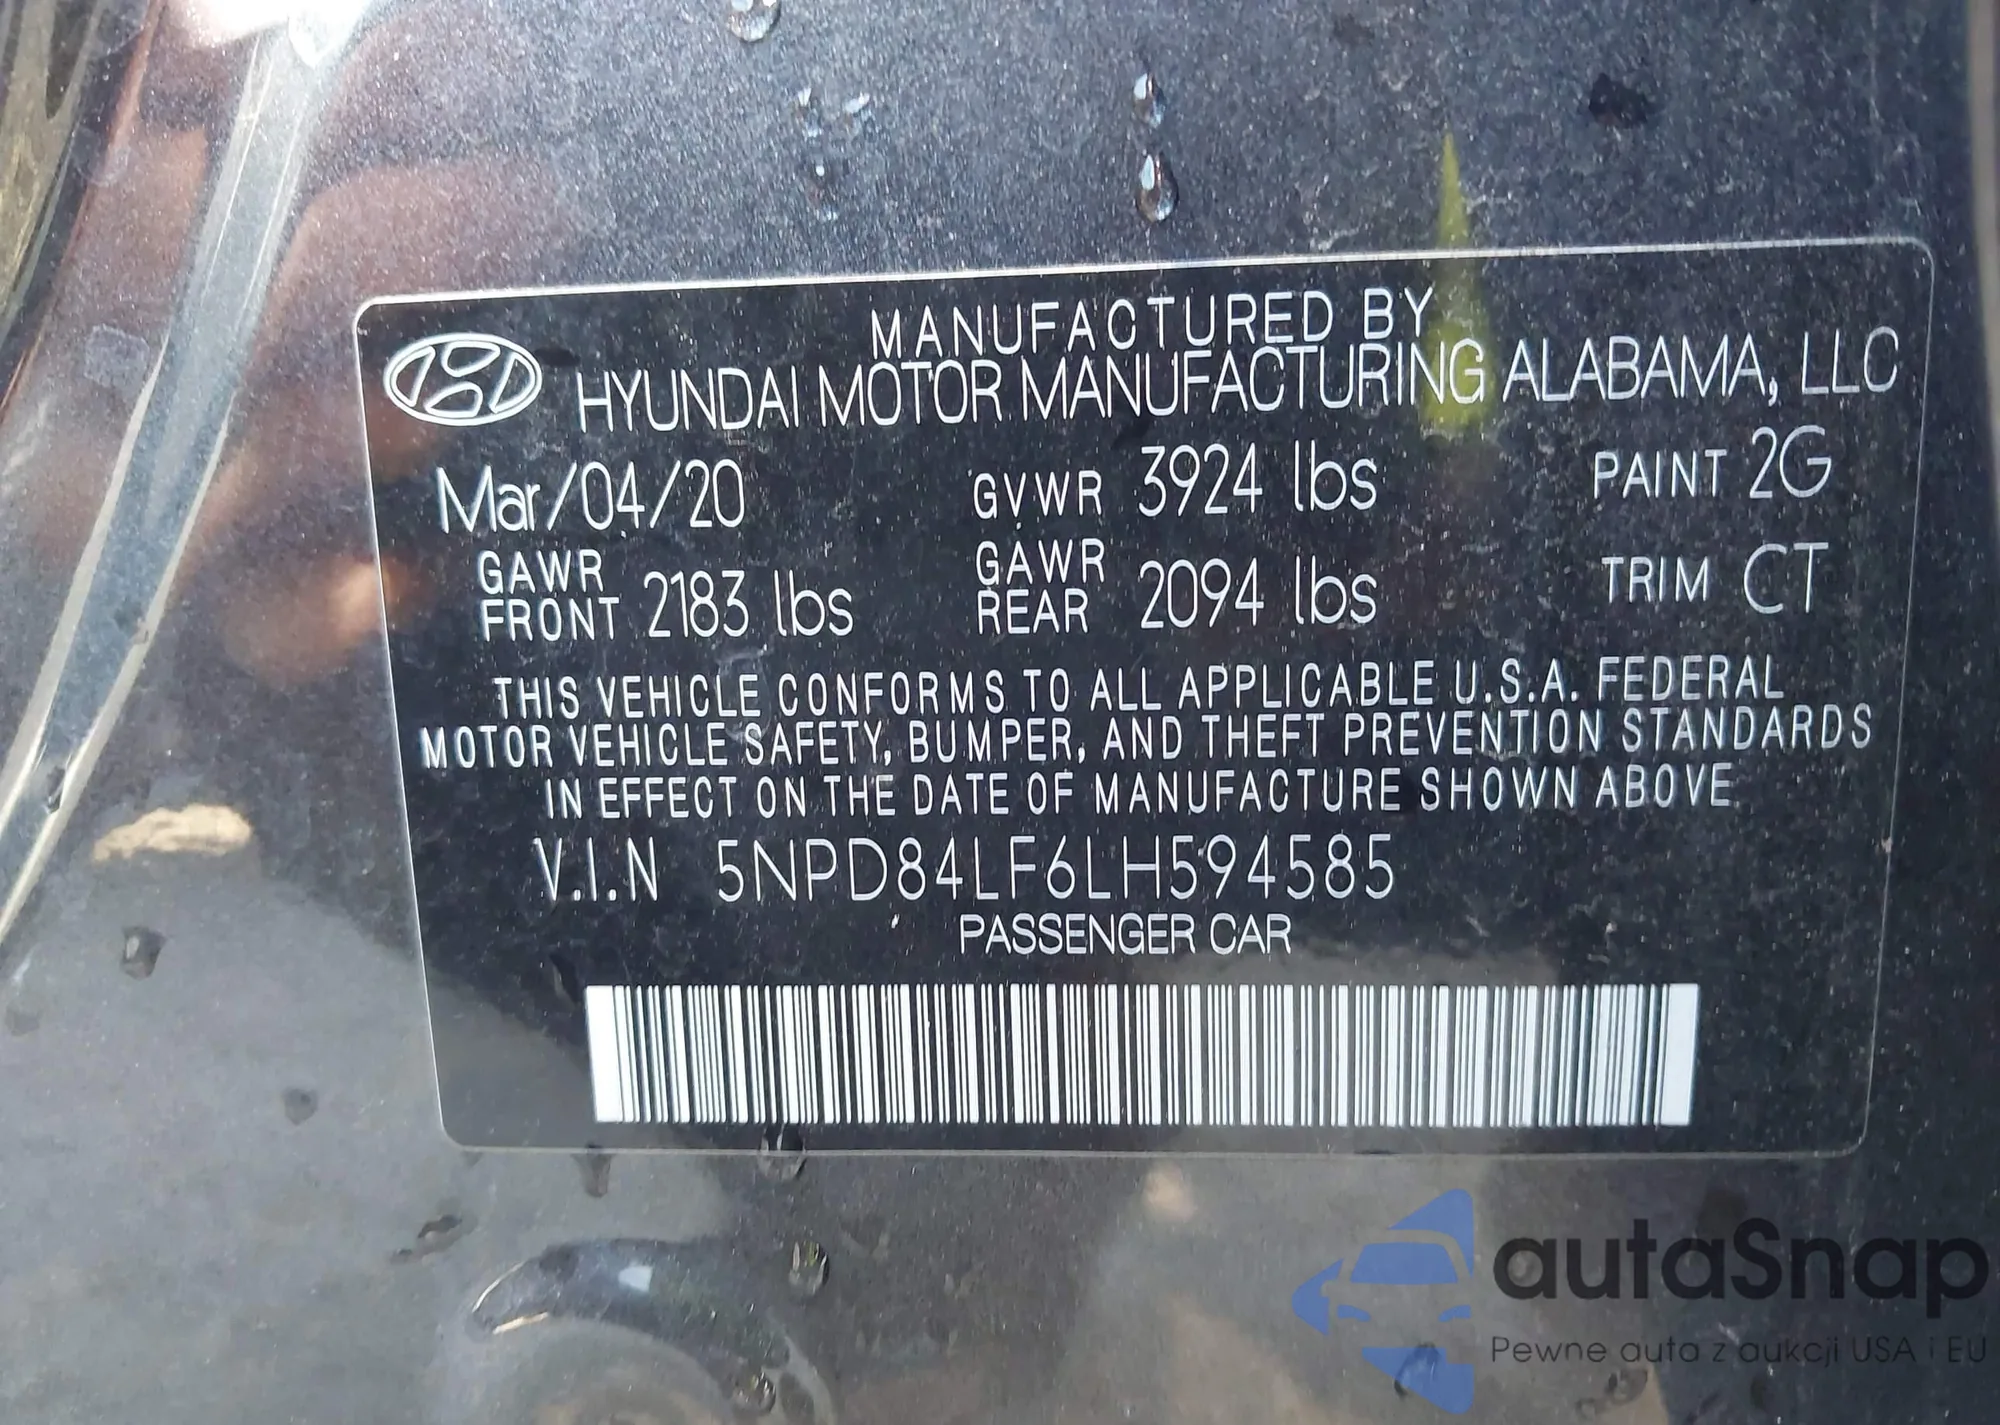 MANUFACTURED BY
HYUNDAI MOTOR MANUFACTURING ALABAMA, LLC
Mar/04/20 GVWR 3924 lbs PAINT 2G
GAWR FRONT 2183 lbs GAWR REAR 2094 lbs TRIM CT
THIS VEHICLE CONFORMS TO ALL APPLICABLE U.S.A. FEDERAL
MOTOR VEHICLE SAFETY, BUMPER, AND THEFT PREVENTION STANDARDS
IN EFFECT ON THE DATE OF MANUFACTURE SHOWN ABOVE
V.I.N 5NPD84LF6LH594585
PASSENGER CAR
autaSnap
Pewne auta z aukcji USA i EU